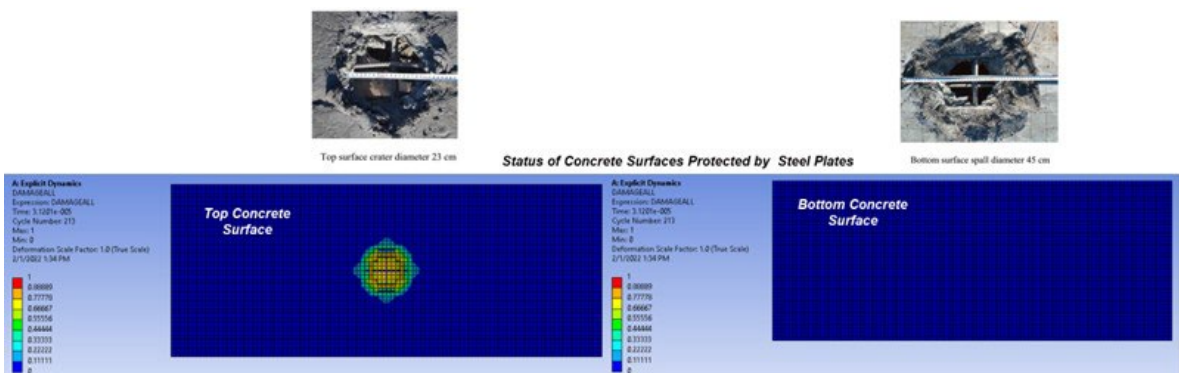 Top surface crater diameter 23 cm
Status of Concrete Surfaces Protected by Steel Plates
Bottom surface spall diameter 45 cm
A: Explicit Dynamics
DAMAGEALL
Expression: DAMAGEALL
Time: 3.1201e-005
Cycle Number: 213
Max: 1
Min: 0
Deformation Scale Factor: 1.0 (True Scale)
2/1/2022 1:34 PM
1
0.88889
0.77778
0.66667
0.55556
0.44444
0.33333
0.22222
0.11111
0
Top Concrete
Surface
A: Explicit Dynamics
DAMAGEALL
Expression: DAMAGEALL
Time: 3.1201e-005
Cycle Number: 213
Max: 1
Min: 0
Deformation Scale Factor: 1.0 (True Scale)
2/1/2022 1:34 PM
1
0.88889
0.77778
0.66667
0.55556
0.44444
0.33333
0.22222
0.11111
0
Bottom Concrete
Surface